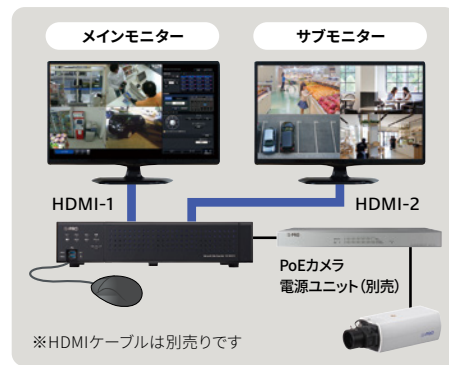 メインモニター
サブモニター
HDMI-1
HDMI-2
PoEカメラ
電源ユニット(別売)
※HDMIケーブルは別売りです